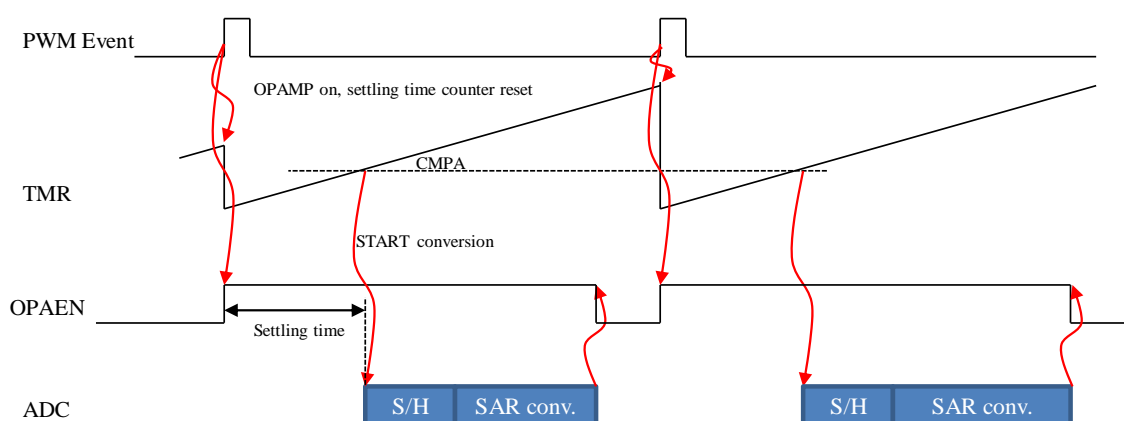 PWM Event
OPAMP on, settling time counter reset
CMPA
TMR
START conversion
OPAEN
Settling time
ADC
S/H
SAR conv.
S/H
SAR conv.